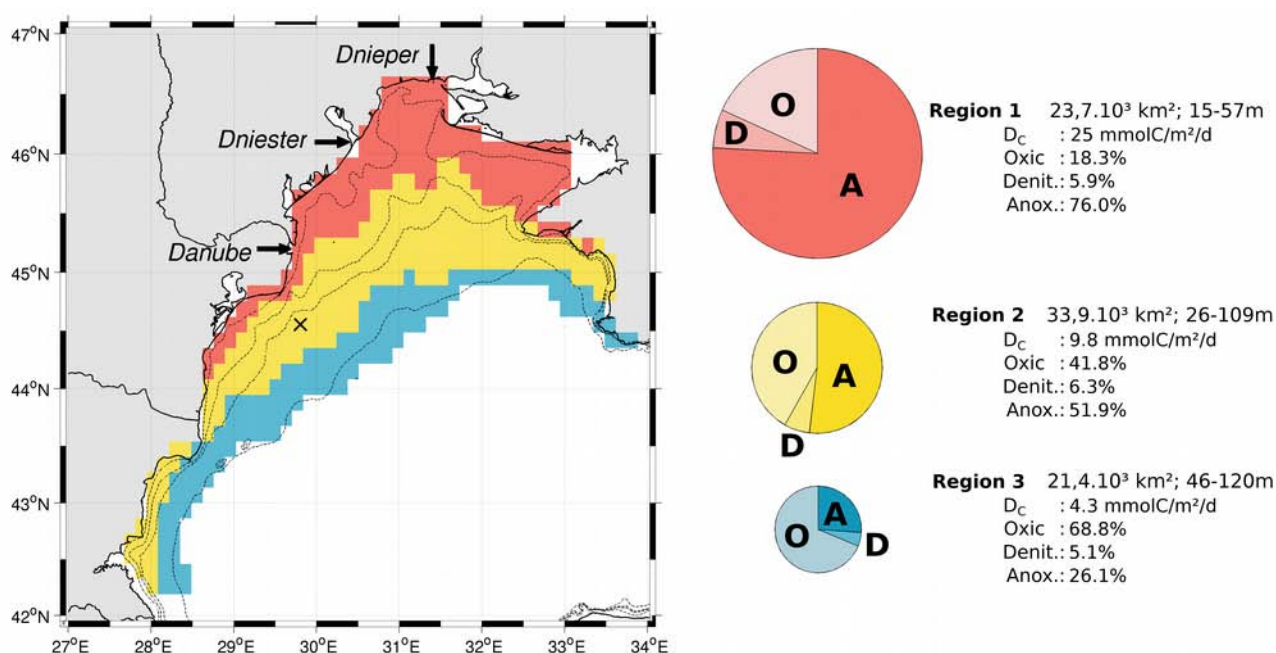 47°N
46°N
45°N
44°N
43°N
42°N
27°E
28°E
29°E
30°E
31°E
32°E
33°E
34°E
Dnieper
Dniester
Danube
O
D
A
Region 1 23,7.10³ km²; 15-57m
D_C : 25 mmolC/m²/d
Oxic : 18.3%
Denit.: 5.9%
Anox.: 76.0%
O
A
D
Region 2 33,9.10³ km²; 26-109m
D_C : 9.8 mmolC/m²/d
Oxic : 41.8%
Denit.: 6.3%
Anox.: 51.9%
A
O
D
Region 3 21,4.10³ km²; 46-120m
D_C : 4.3 mmolC/m²/d
Oxic : 68.8%
Denit.: 5.1%
Anox.: 26.1%